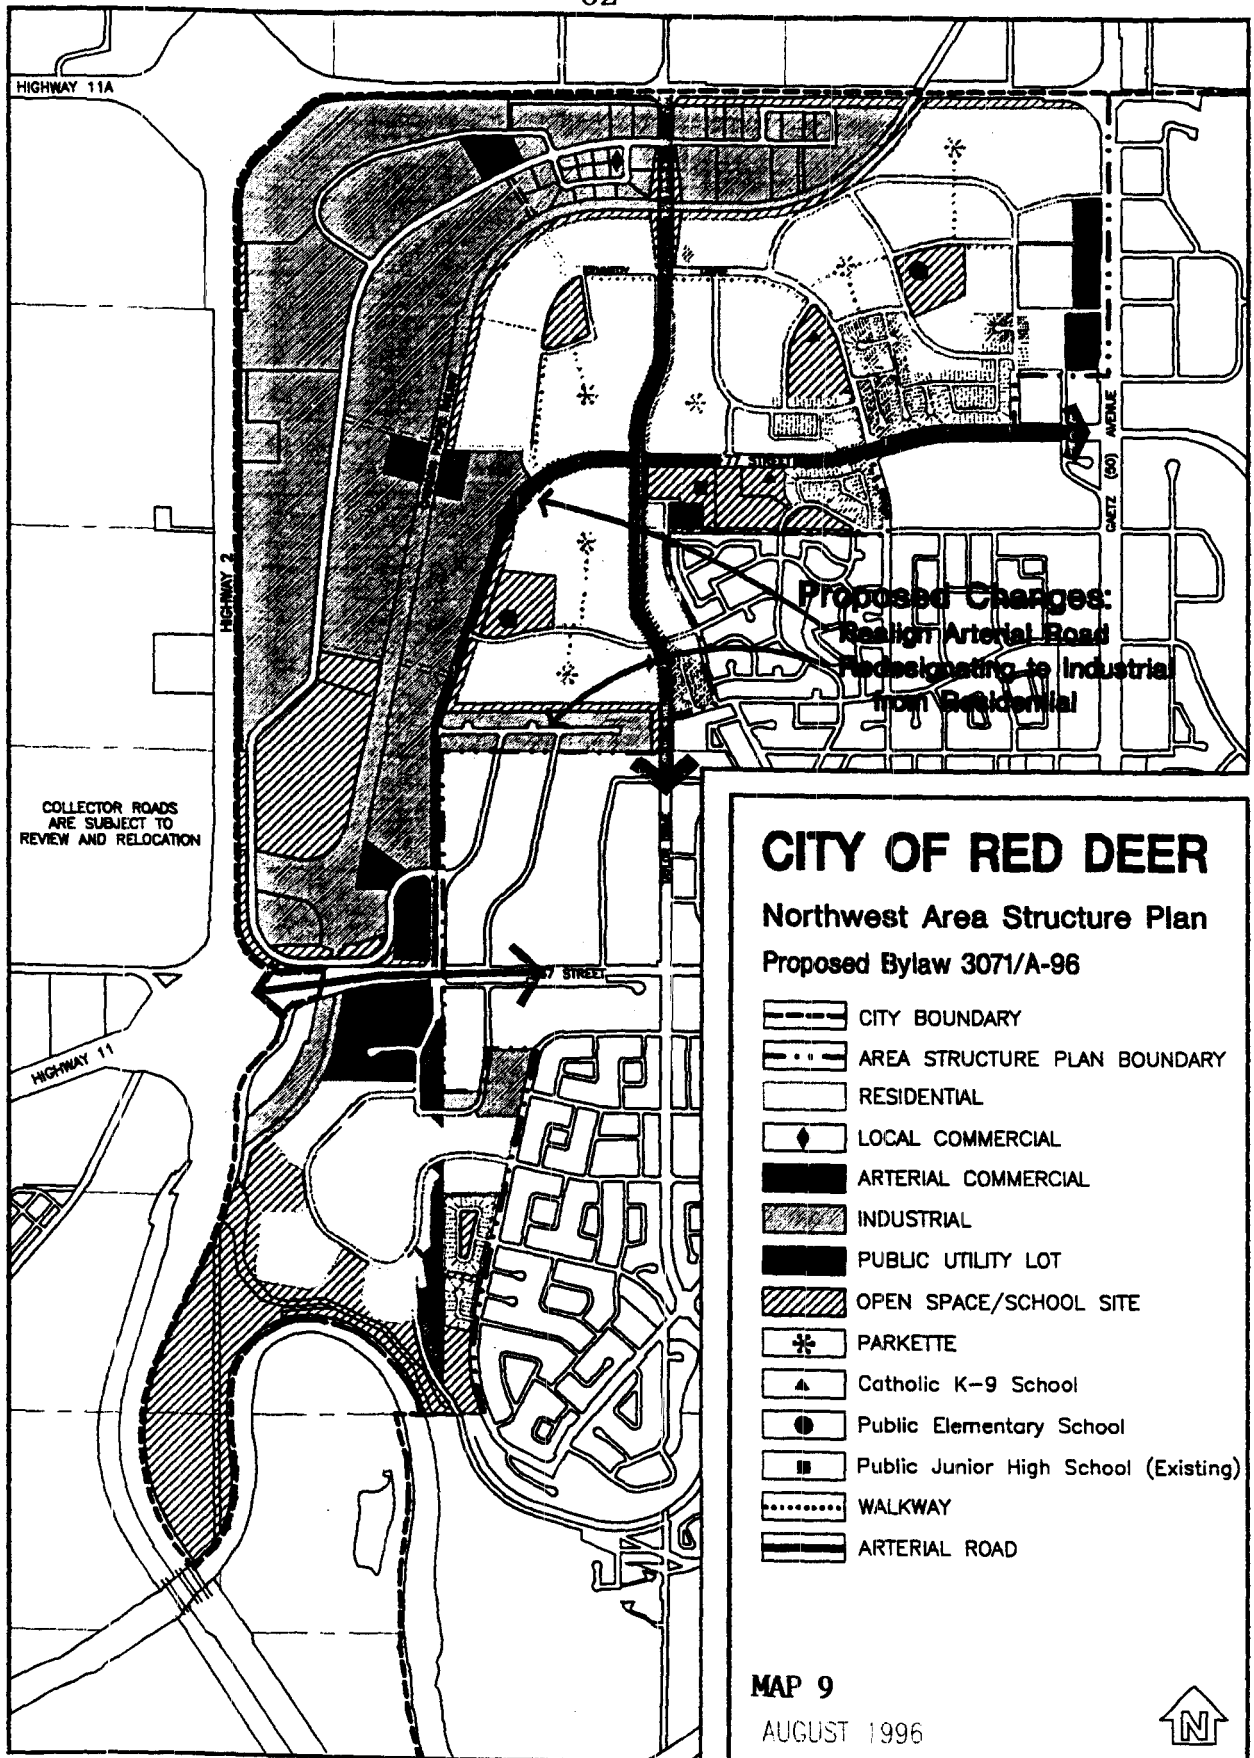 HIGHWAY 11A
77 STREET
GAETZ (50) AVENUE
HIGHWAY 2
Proposed Changes:
Realign Arterial Road
Redesignating to Industrial
from Residential
COLLECTOR ROADS
ARE SUBJECT TO
REVIEW AND RELOCATION
67 STREET
HIGHWAY 11
CITY OF RED DEER
Northwest Area Structure Plan
Proposed Bylaw 3071/A-96
CITY BOUNDARY
AREA STRUCTURE PLAN BOUNDARY
RESIDENTIAL
LOCAL COMMERCIAL
ARTERIAL COMMERCIAL
INDUSTRIAL
PUBLIC UTILITY LOT
OPEN SPACE/SCHOOL SITE
PARKETTE
Catholic K-9 School
Public Elementary School
Public Junior High School (Existing)
WALKWAY
ARTERIAL ROAD
MAP 9
AUGUST 1996
N